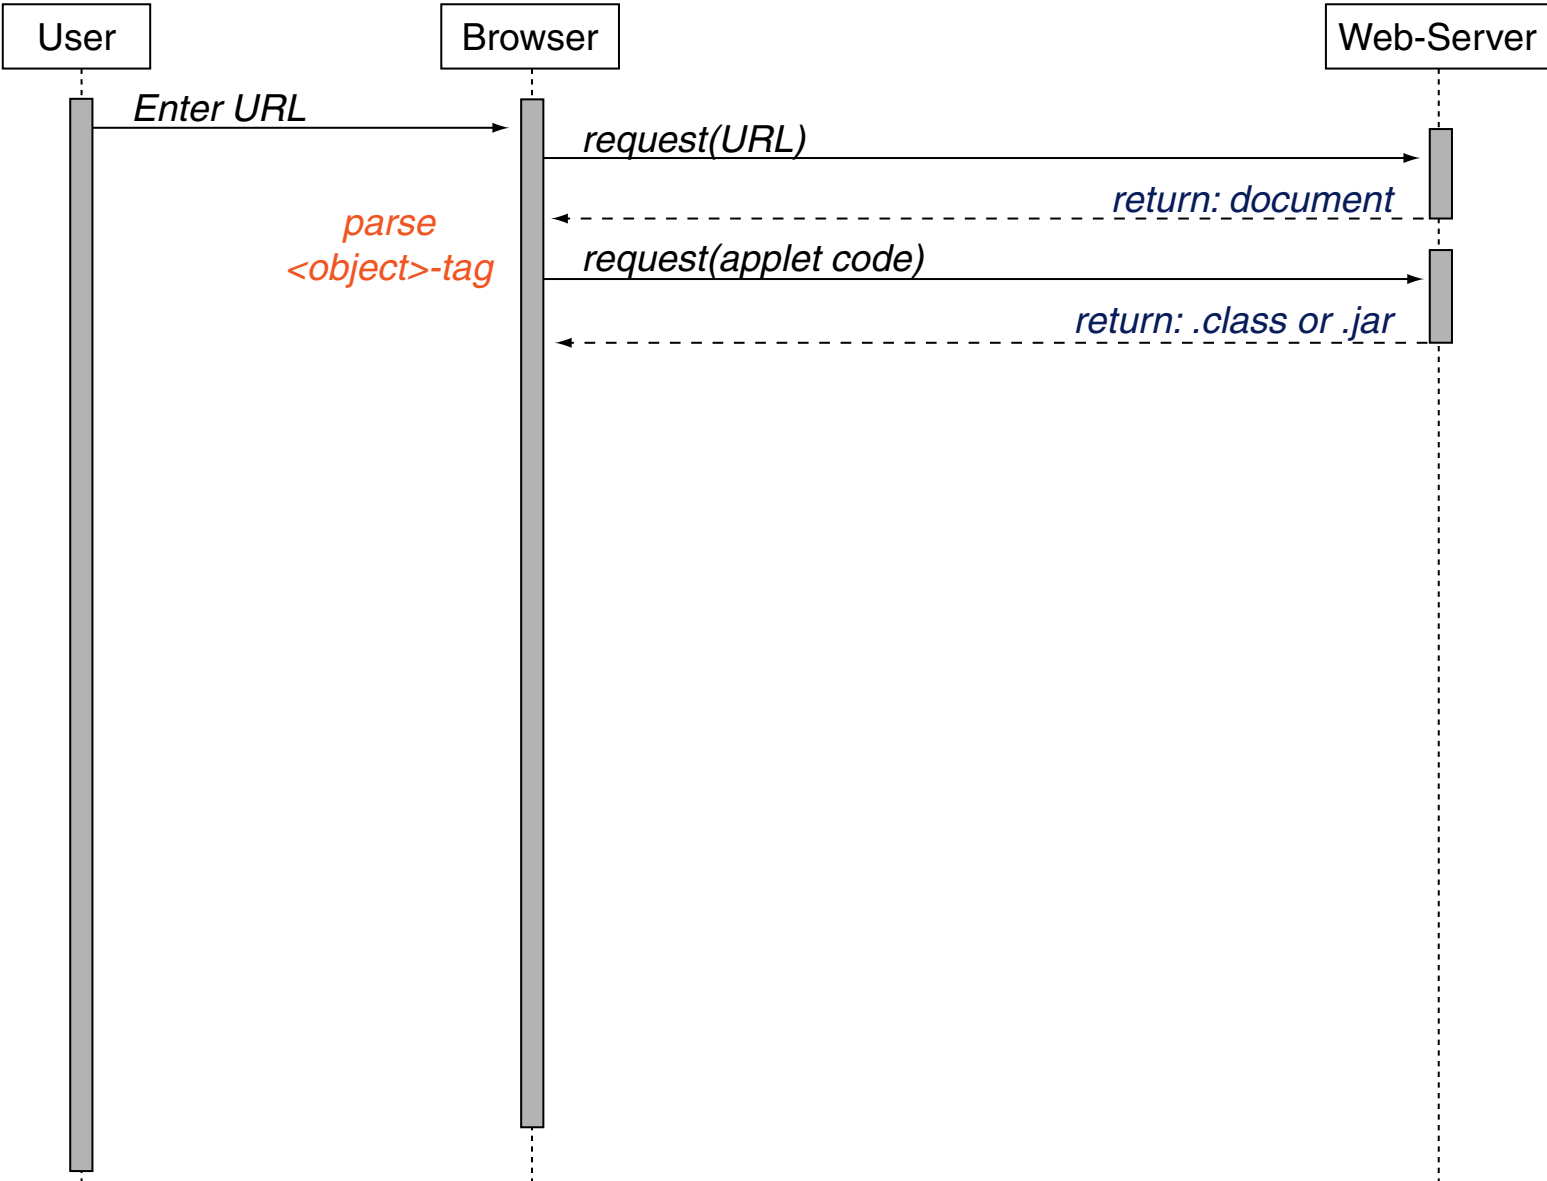 User
Browser
Web-Server
Enter URL
request(URL)
return: document
parse
<object>-tag
request(applet code)
return: .class or .jar